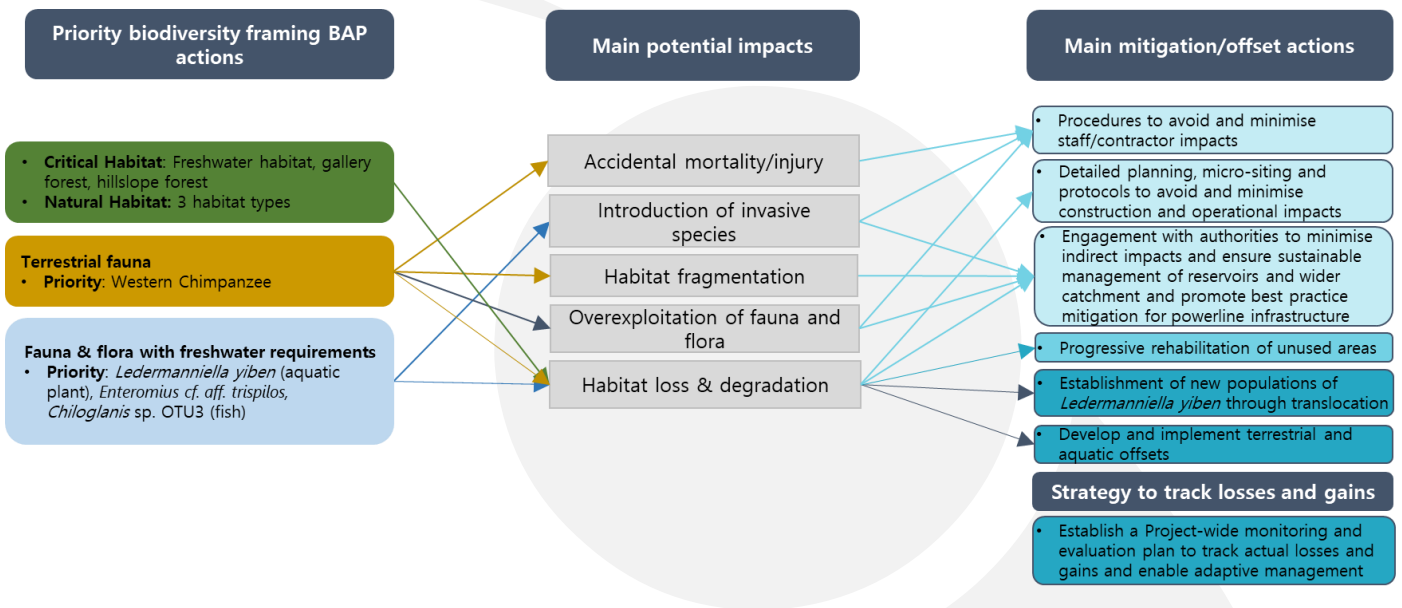 Priority biodiversity framing BAP
actions
• Critical Habitat: Freshwater habitat, gallery
forest, hillslope forest
• Natural Habitat: 3 habitat types
Terrestrial fauna
• Priority: Western Chimpanzee
Fauna & flora with freshwater requirements
• Priority: Ledermanniella yiben (aquatic
plant), Enteromius cf. aff. trispilos,
Chiloglanis sp. OTU3 (fish)
Main potential impacts
Accidental mortality/injury
Introduction of invasive
species
Habitat fragmentation
Overexploitation of fauna and
flora
Habitat loss & degradation
Main mitigation/offset actions
• Procedures to avoid and minimise
staff/contractor impacts
• Detailed planning, micro-siting and
protocols to avoid and minimise
construction and operational impacts
• Engagement with authorities to minimise
indirect impacts and ensure sustainable
management of reservoirs and wider
catchment and promote best practice
mitigation for powerline infrastructure
• Progressive rehabilitation of unused areas
• Establishment of new populations of
Ledermanniella yiben through translocation
• Develop and implement terrestrial and
aquatic offsets
Strategy to track losses and gains
• Establish a Project-wide monitoring and
evaluation plan to track actual losses and
gains and enable adaptive management